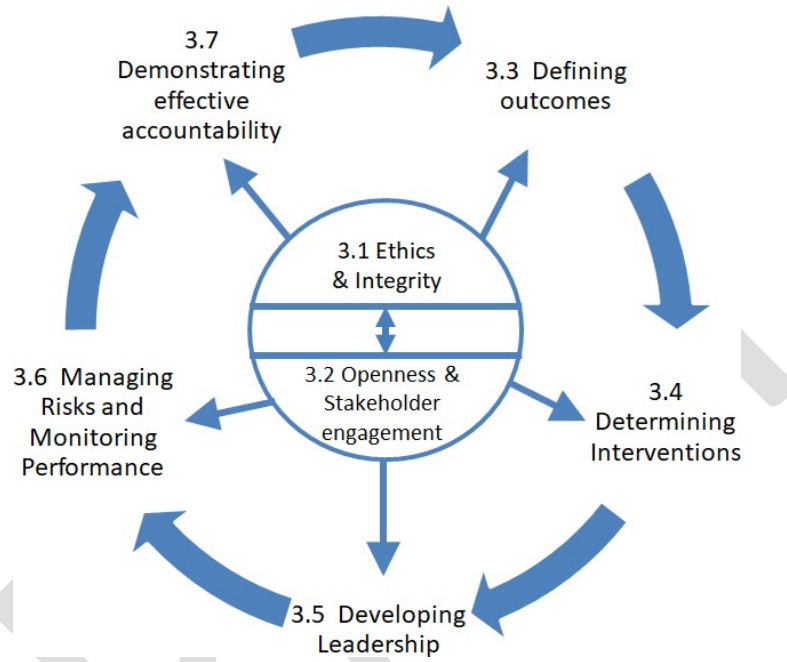 3.7
Demonstrating
effective
accountability
3.3 Defining
outcomes
3.1 Ethics
& Integrity
3.2 Openness &
Stakeholder
engagement
3.6 Managing
Risks and
Monitoring
Performance
3.4
Determining
Interventions
3.5 Developing
Leadership